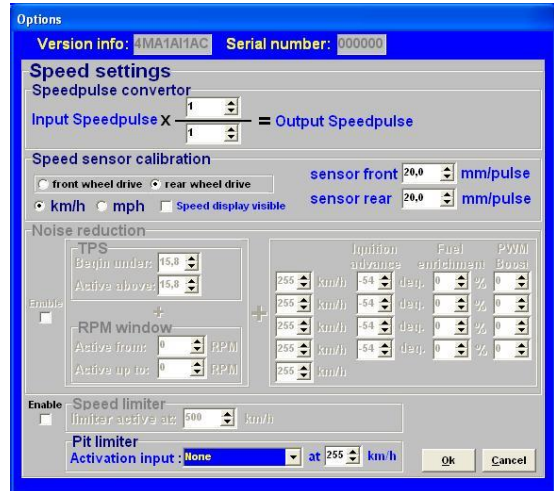 Options
Version info: 4MA1AI1AC Serial number: 000000
Speed settings
Speedpulse convertor
Input Speedpulse X 1 / 1 = Output Speedpulse
Speed sensor calibration
front wheel drive rear wheel drive
sensor front 20,0 mm/pulse
km/h mph Speed display visible
sensor rear 20,0 mm/pulse
Noise reduction
TPS
Begin under: 15,8
Active above: 15,8
Enable
+
RPM window
Active from: 0 RPM
Active up to: 0 RPM
+
Ignition advance Fuel enrichment PWM Boost
255 km/h -54 deg. 0 % 0
255 km/h -54 deg. 0 % 0
255 km/h -54 deg. 0 % 0
255 km/h -54 deg. 0 % 0
255 km/h
Enable
Speed limiter
limiter active at: 500 km/h
Pit limiter
Activation input : None at 255 km/h
Ok Cancel